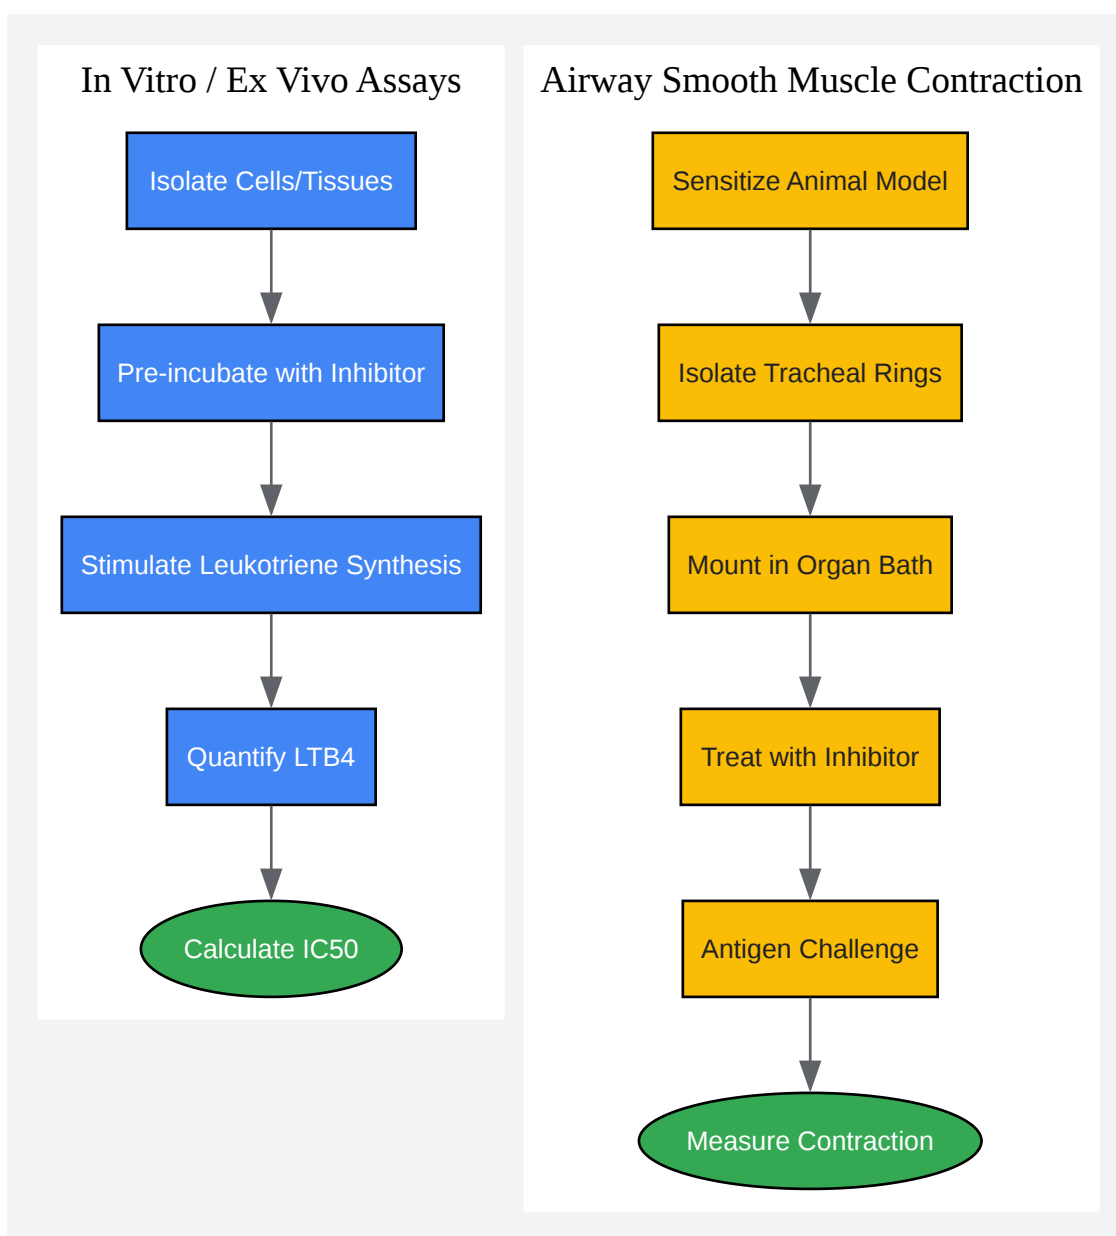 In Vitro / Ex Vivo Assays
Isolate Cells/Tissues
Pre-incubate with Inhibitor
Stimulate Leukotriene Synthesis
Quantify LTB4
Calculate IC50
Airway Smooth Muscle Contraction
Sensitize Animal Model
Isolate Tracheal Rings
Mount in Organ Bath
Treat with Inhibitor
Antigen Challenge
Measure Contraction